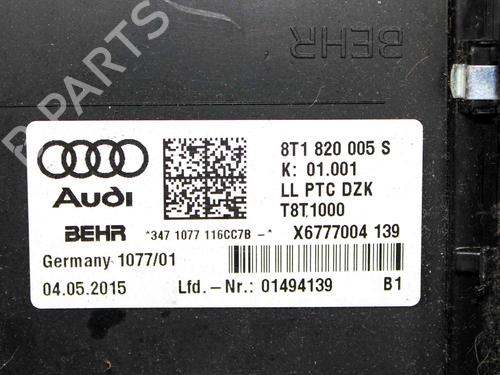 BEHR
8T1 820 005 S
K: 01.001
LL PTC DZK
T8T1000
Audi
BEHR *347 1077 116CC7B -* X6777004 139
Germany 1077/01
04.05.2015 Lfd.-Nr.: 01494139 B1